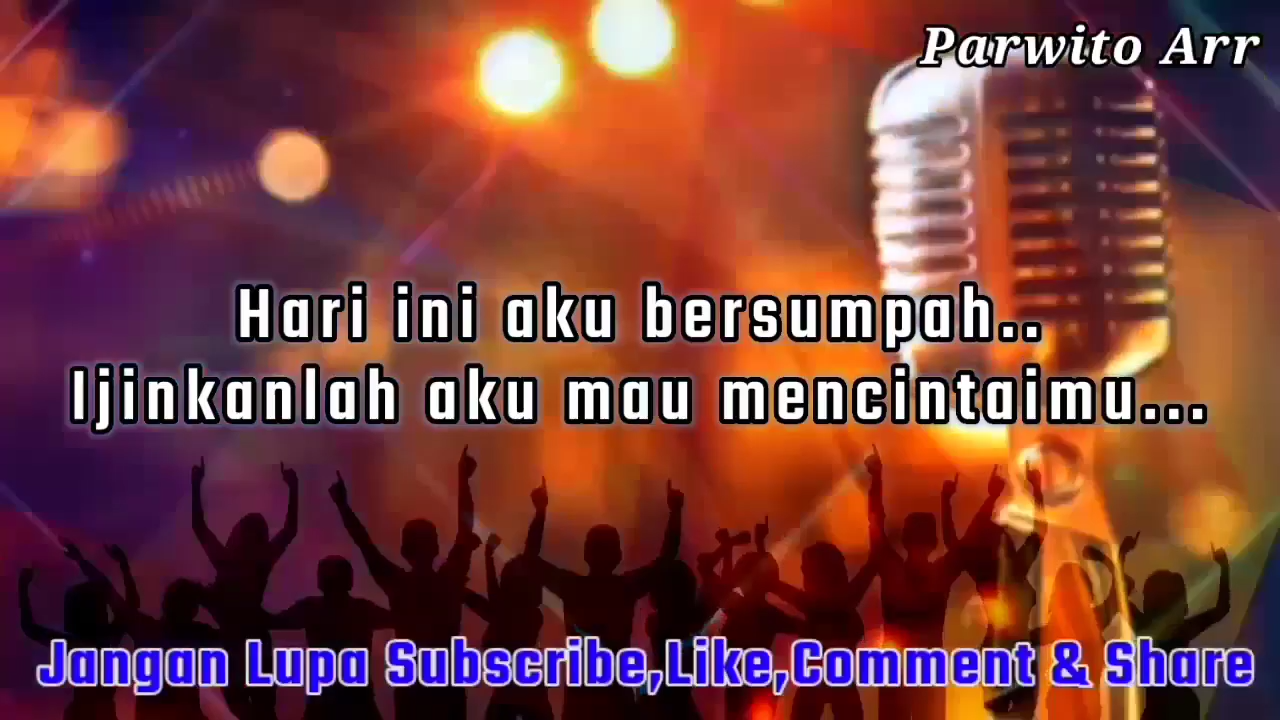 Parwito Arr
Hari ini aku bersumpah..
Ijinkanlah aku mau mencintaimu...
Jangan Lupa Subscribe,Like,Comment & Share